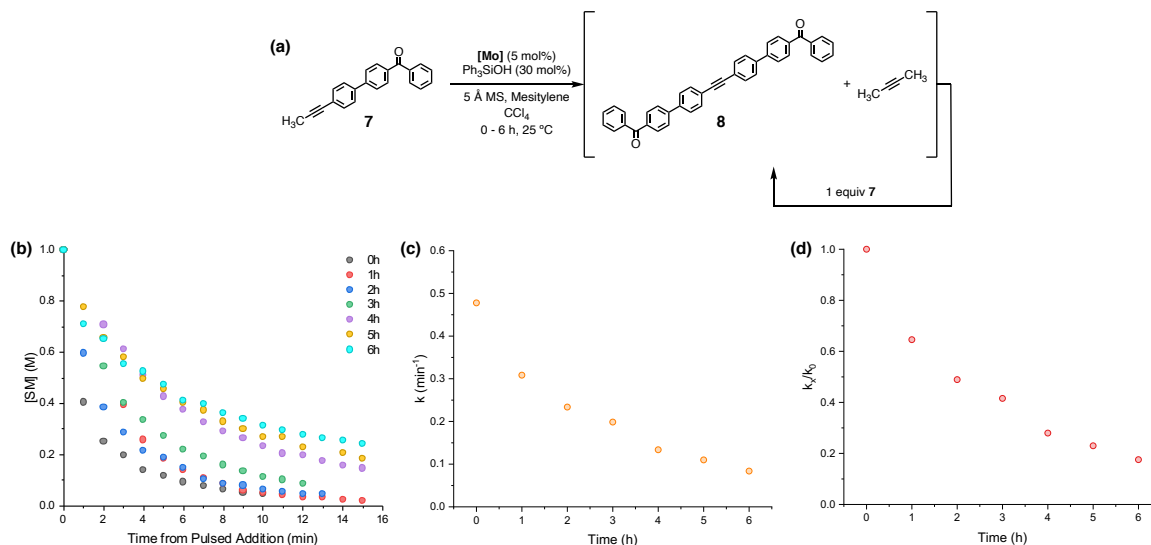 (a)
O
H₃C
7
[Mo] (5 mol%)
Ph₃SiOH (30 mol%)
5 Å MS, Mesitylene
CCl₄
0 - 6 h, 25 ºC
O
O
8
+
CH₃
H₃C
1 equiv 7
(b)
[SM] (M)
1.0
0.8
0.6
0.4
0.2
0.0
0 2 4 6 8 10 12 14 16
Time from Pulsed Addition (min)
0h
1h
2h
3h
4h
5h
6h
(c)
k (min⁻¹)
0.6
0.5
0.4
0.3
0.2
0.1
0.0
0 1 2 3 4 5 6
Time (h)
(d)
kₓ/k₀
1.0
0.8
0.6
0.4
0.2
0.0
0 1 2 3 4 5 6
Time (h)